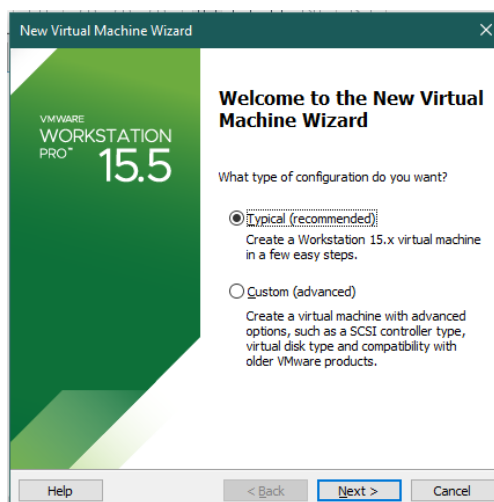 New Virtual Machine Wizard
VMWARE
WORKSTATION
PRO™ 15.5
Welcome to the New Virtual
Machine Wizard
What type of configuration do you want?
Typical (recommended)
Create a Workstation 15.x virtual machine
in a few easy steps.
Custom (advanced)
Create a virtual machine with advanced
options, such as a SCSI controller type,
virtual disk type and compatibility with
older VMware products.
Help
< Back
Next >
Cancel